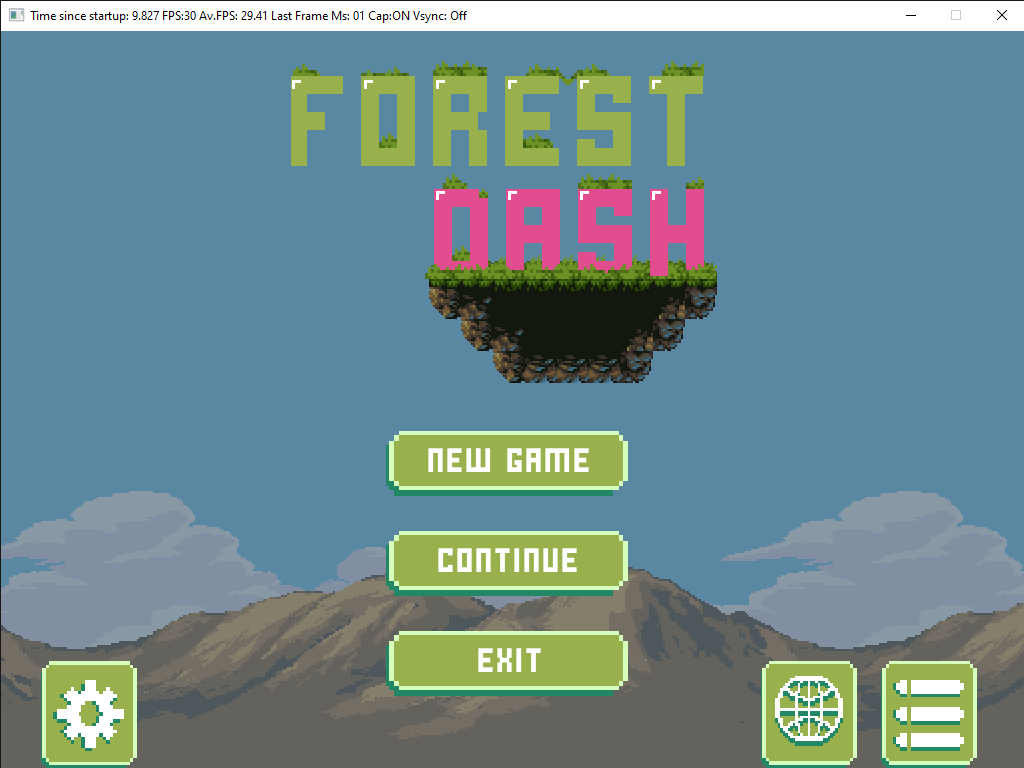 Time since startup: 9.827 FPS:30 Av.FPS: 29.41 Last Frame Ms: 01 Cap:ON Vsync: Off
FOREST
DASH
NEW GAME
CONTINUE
EXIT